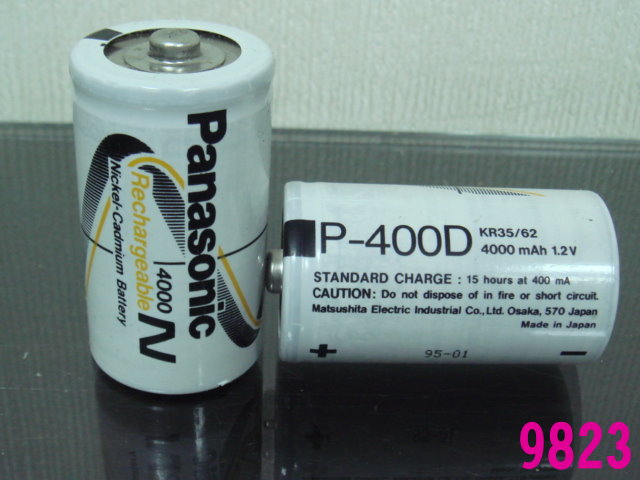 Panasonic
Rechargeable 4000
Nickel-Cadmium Battery
P-400D
KR35/62
4000 mAh 1.2V
STANDARD CHARGE : 15 hours at 400 mA
CAUTION: Do not dispose of in fire or short circuit.
Matsushita Electric Industrial Co.,Ltd. Osaka, 570 Japan
Made in Japan
+ 95-01 −
9823